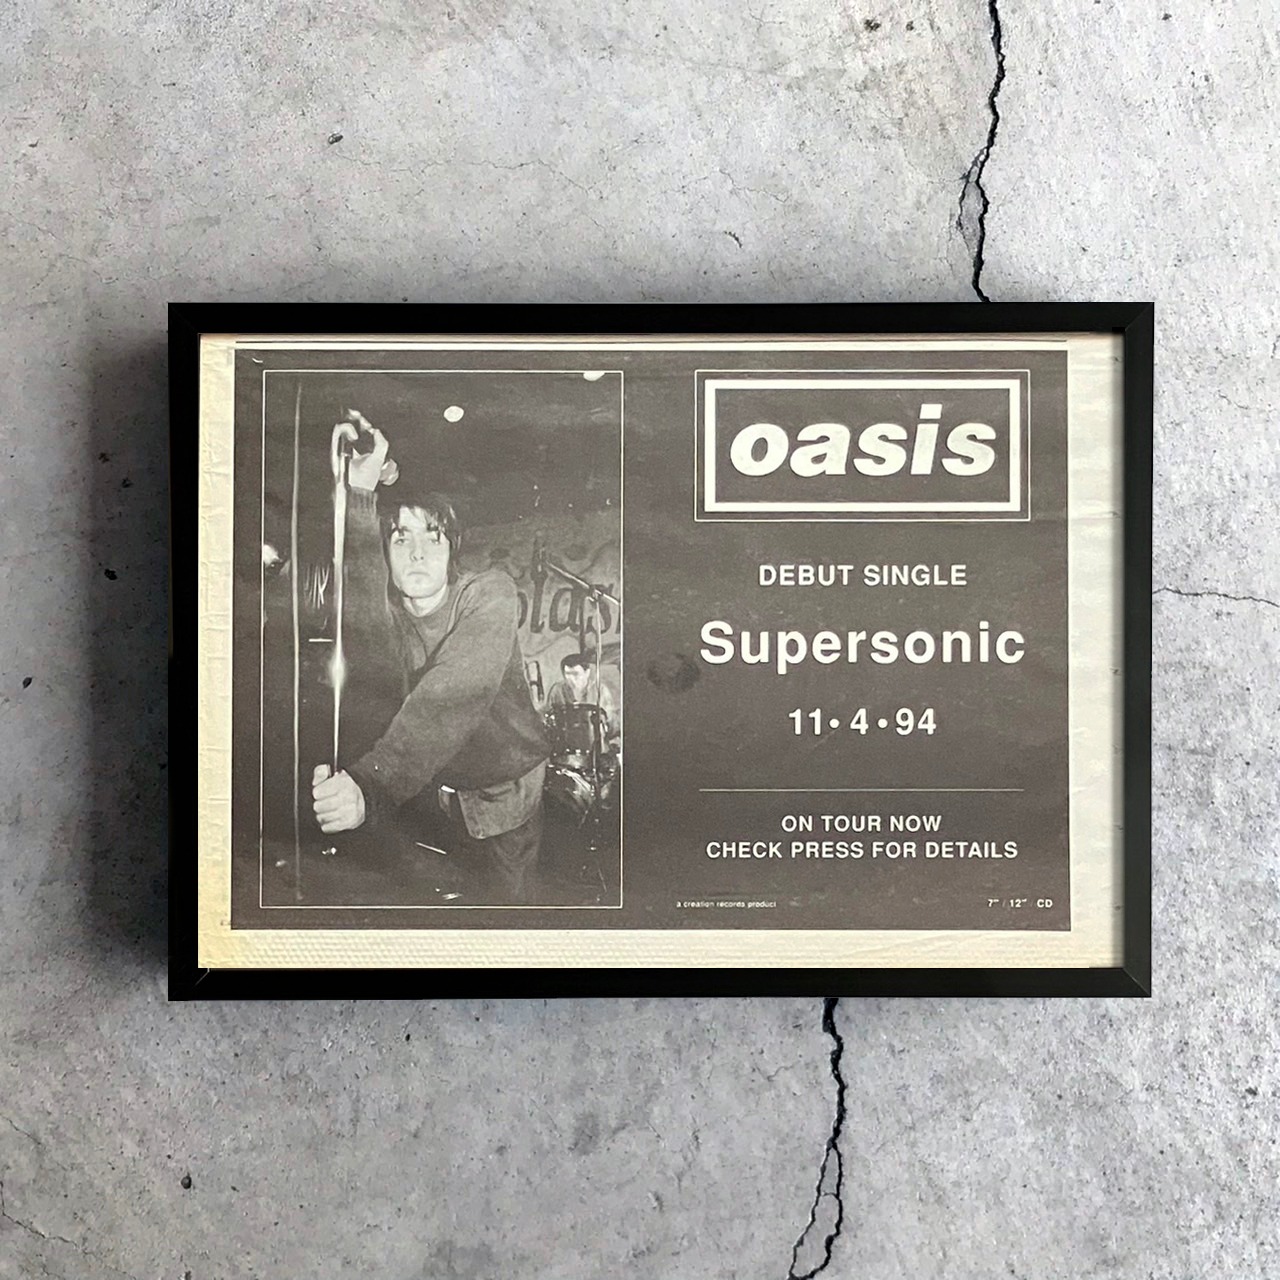 oasis
DEBUT SINGLE
Supersonic
11•4•94
ON TOUR NOW
CHECK PRESS FOR DETAILS
a creation records product
7" / 12" CD